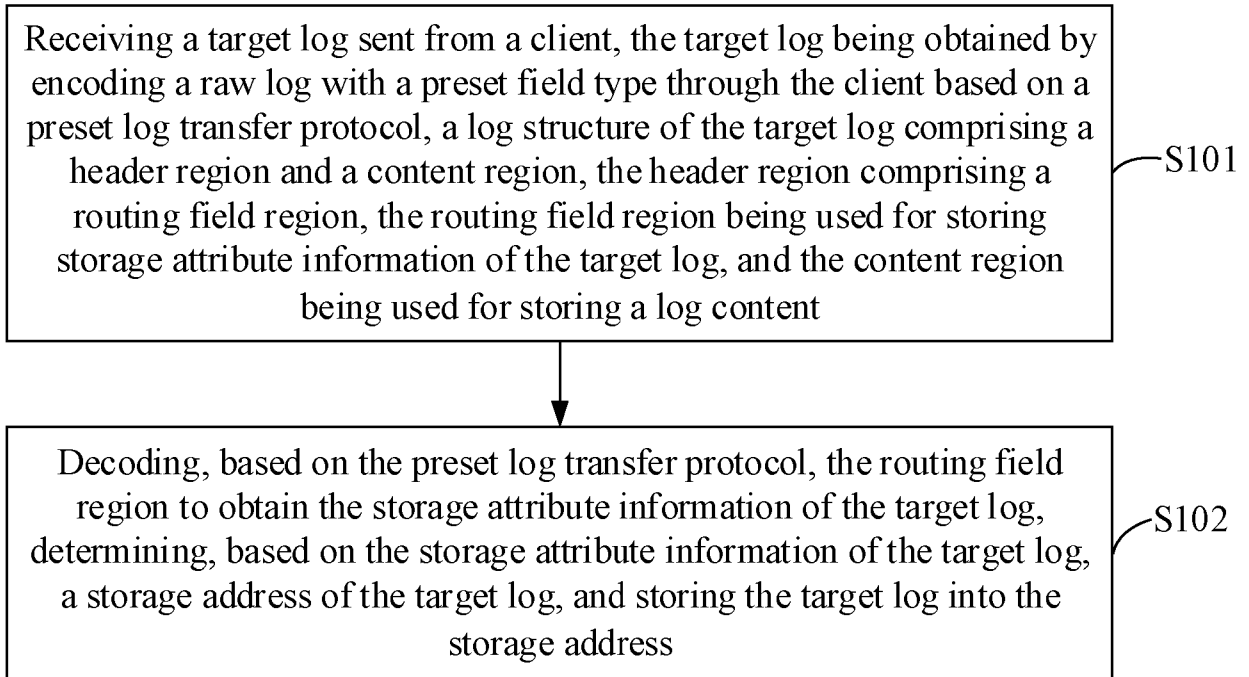 Receiving a target log sent from a client, the target log being obtained by
encoding a raw log with a preset field type through the client based on a
preset log transfer protocol, a log structure of the target log comprising a
header region and a content region, the header region comprising a
routing field region, the routing field region being used for storing
storage attribute information of the target log, and the content region
being used for storing a log content
S101
Decoding, based on the preset log transfer protocol, the routing field
region to obtain the storage attribute information of the target log,
determining, based on the storage attribute information of the target log,
a storage address of the target log, and storing the target log into the
storage address
S102